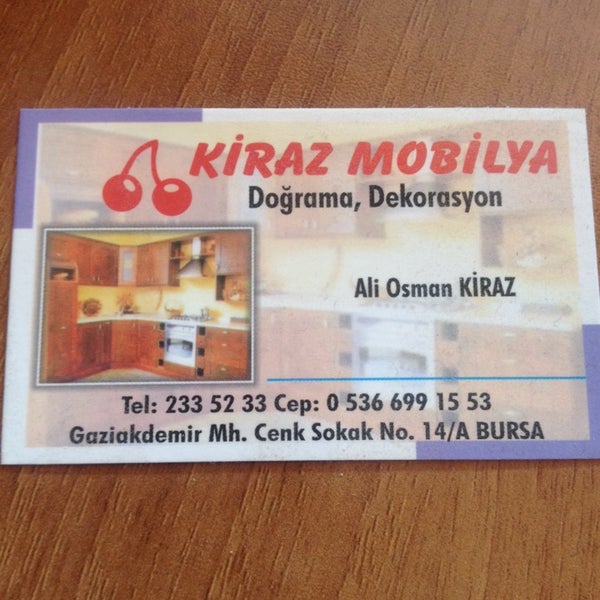 KİRAZ MOBİLYA
Doğrama, Dekorasyon
Ali Osman KİRAZ
Tel: 233 52 33 Cep: 0 536 699 15 53
Gaziakdemir Mh. Cenk Sokak No. 14/A BURSA